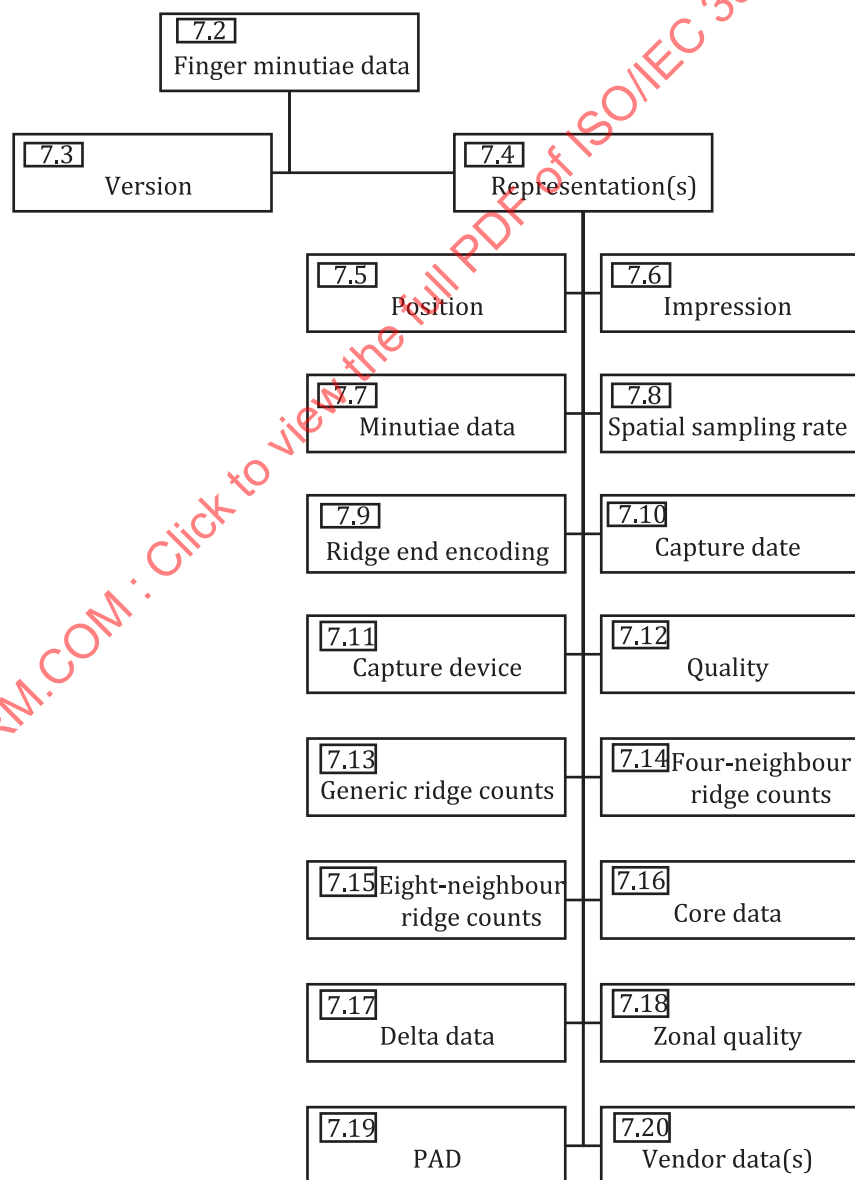 7.2
Finger minutiae data
7.3
Version
7.4
Representation(s)
7.5
Position
7.6
Impression
7.7
Minutiae data
7.8
Spatial sampling rate
7.9
Ridge end encoding
7.10
Capture date
7.11
Capture device
7.12
Quality
7.13
Generic ridge counts
7.14 Four-neighbour
ridge counts
7.15 Eight-neighbour
ridge counts
7.16
Core data
7.17
Delta data
7.18
Zonal quality
7.19
PAD
7.20
Vendor data(s)
RM.COM : Click to view the full PDF of ISO/IEC